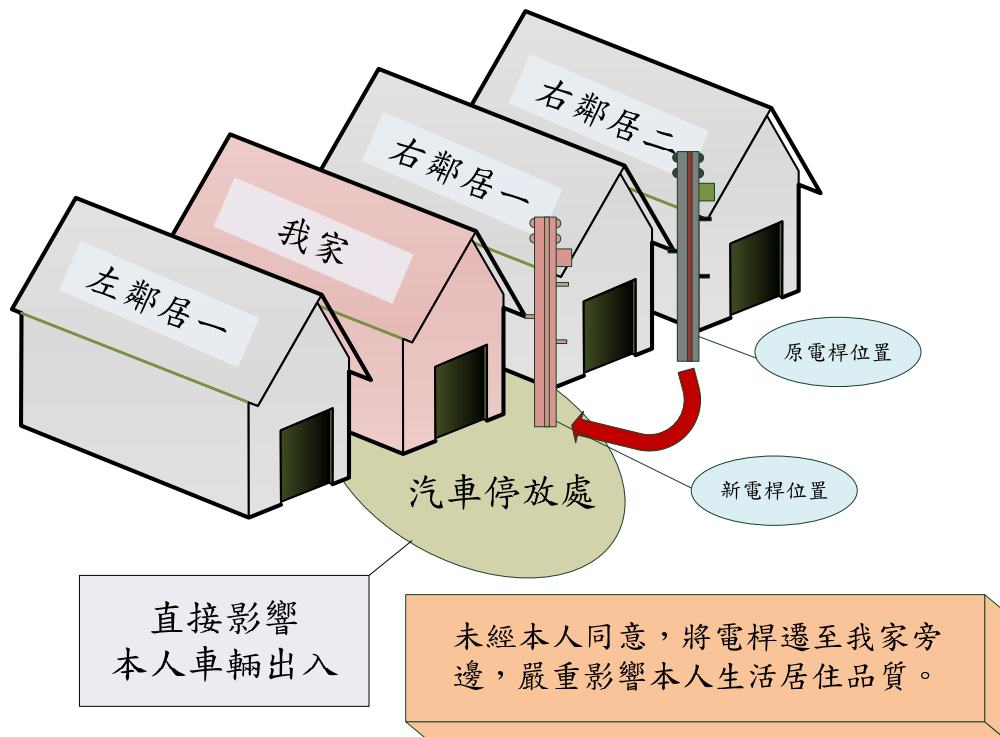 右鄰居二
右鄰居一
我家
左鄰居一
原電桿位置
新電桿位置
汽車停放處
直接影響
本人車輛出入
未經本人同意，將電桿遷至我家旁
邊，嚴重影響本人生活居住品質。